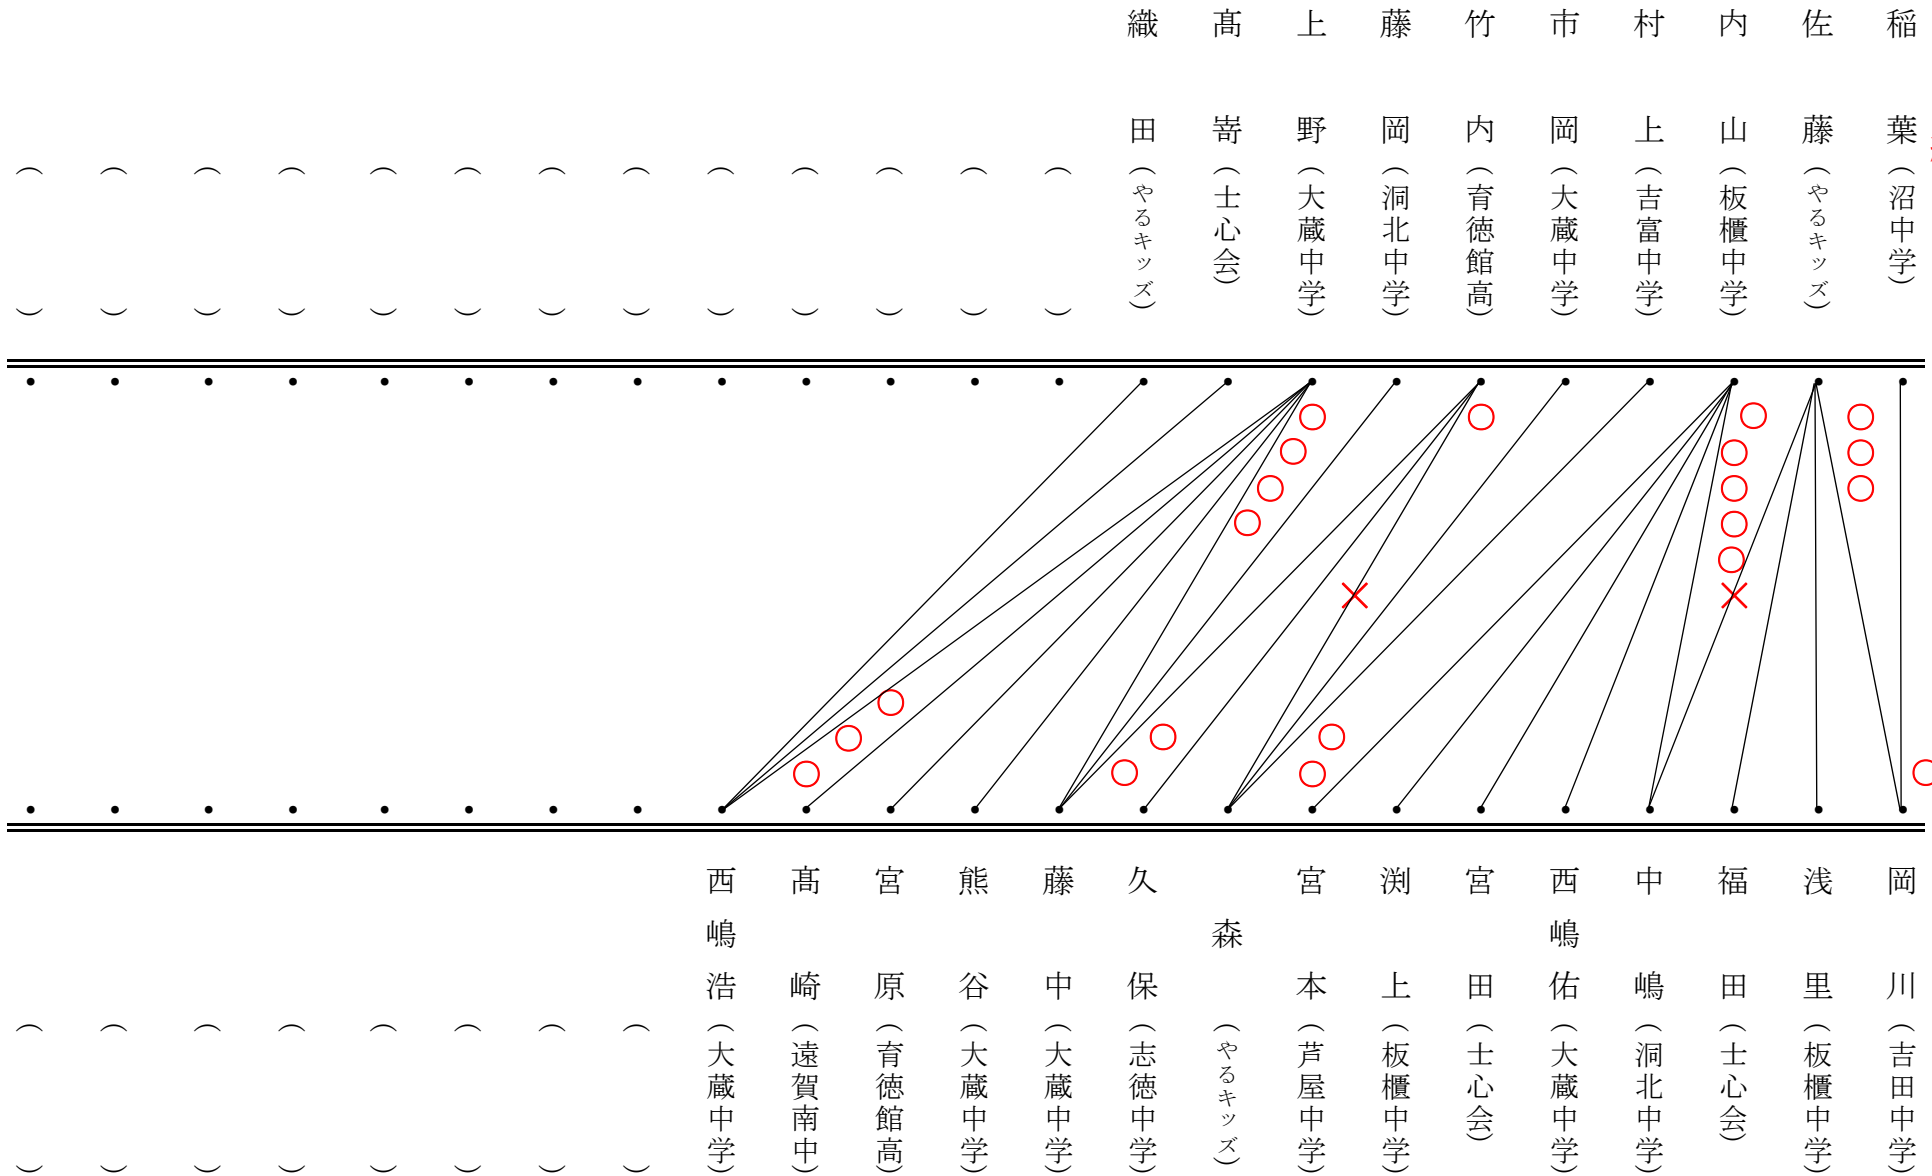 稲葉(沼中学)
佐藤(やるキッズ)
内山(板櫃中学)
村上(吉富中学)
市岡(大蔵中学)
竹内(育徳館高)
藤岡(洞北中学)
上野(大蔵中学)
髙嵜(士心会)
織田(やるキッズ)
( )
( )
( )
( )
( )
( )
( )
( )
( )
( )
( )
( )
( )
岡川(吉田中学)
浅里(板櫃中学)
福田(士心会)
中嶋(洞北中学)
西嶋佑(大蔵中学)
宮田(士心会)
渕上(板櫃中学)
宮本(芦屋中学)
森(やるキッズ)
久保(志徳中学)
藤中(大蔵中学)
熊谷(大蔵中学)
宮原(育徳館高)
髙崎(遠賀南中)
西嶋浩(大蔵中学)
( )
( )
( )
( )
( )
( )
( )
( )